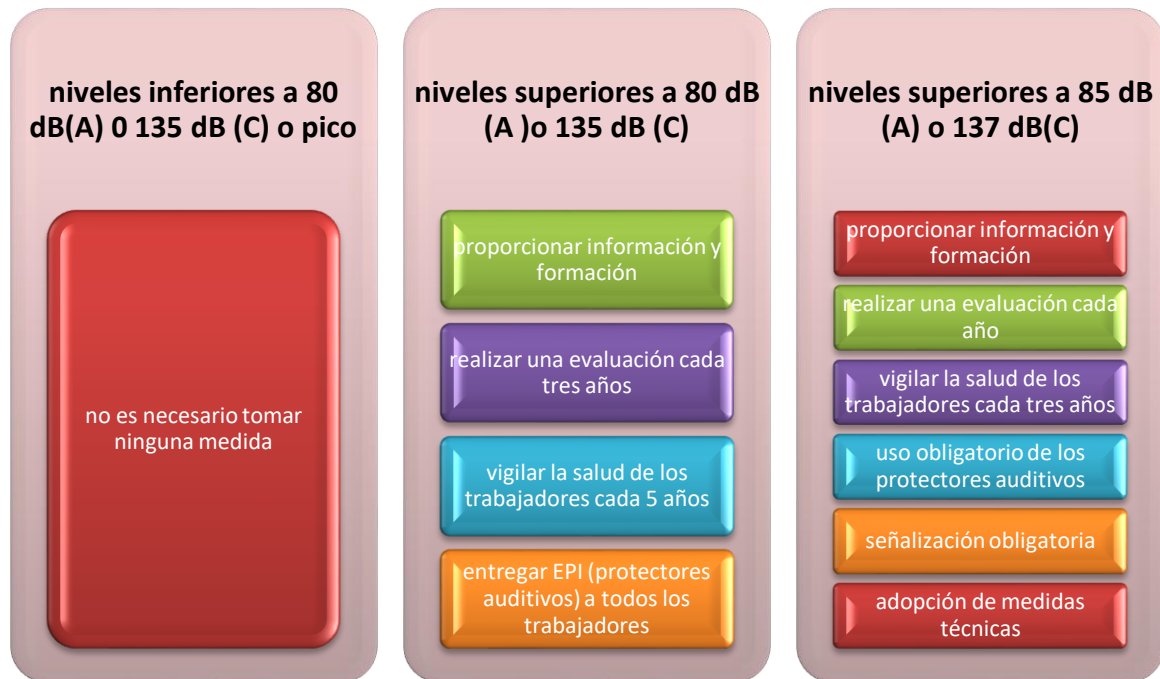 niveles inferiores a 80
dB(A) 0 135 dB (C) o pico
no es necesario tomar
ninguna medida
niveles superiores a 80 dB
(A )o 135 dB (C)
proporcionar información y
formación
realizar una evaluación cada
tres años
vigilar la salud de los
trabajadores cada 5 años
entregar EPI (protectores
auditivos) a todos los
trabajadores
niveles superiores a 85 dB
(A) o 137 dB(C)
proporcionar información y
formación
realizar una evaluación cada
año
vigilar la salud de los
trabajadores cada tres años
uso obligatorio de los
protectores auditivos
señalización obligatoria
adopción de medidas
técnicas